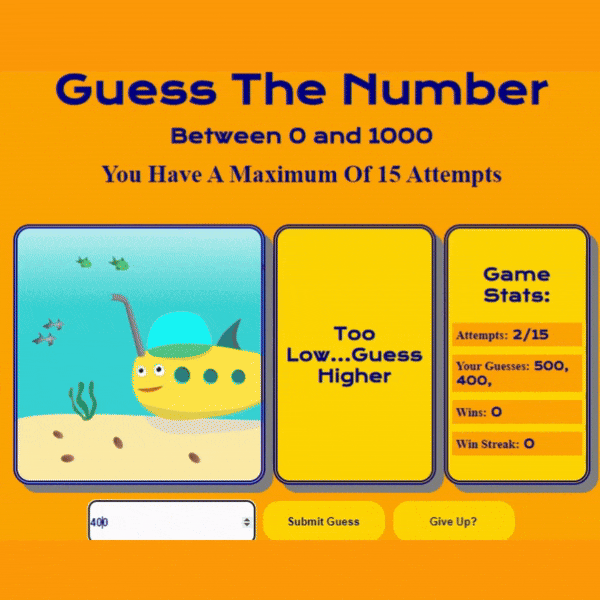 Guess The Number
Between 0 and 1000
You Have A Maximum Of 15 Attempts
Too
Low...Guess
Higher
Game
Stats:
Attempts: 2/15
Your Guesses: 500,
400,
Wins: 0
Win Streak: 0
400
Submit Guess
Give Up?